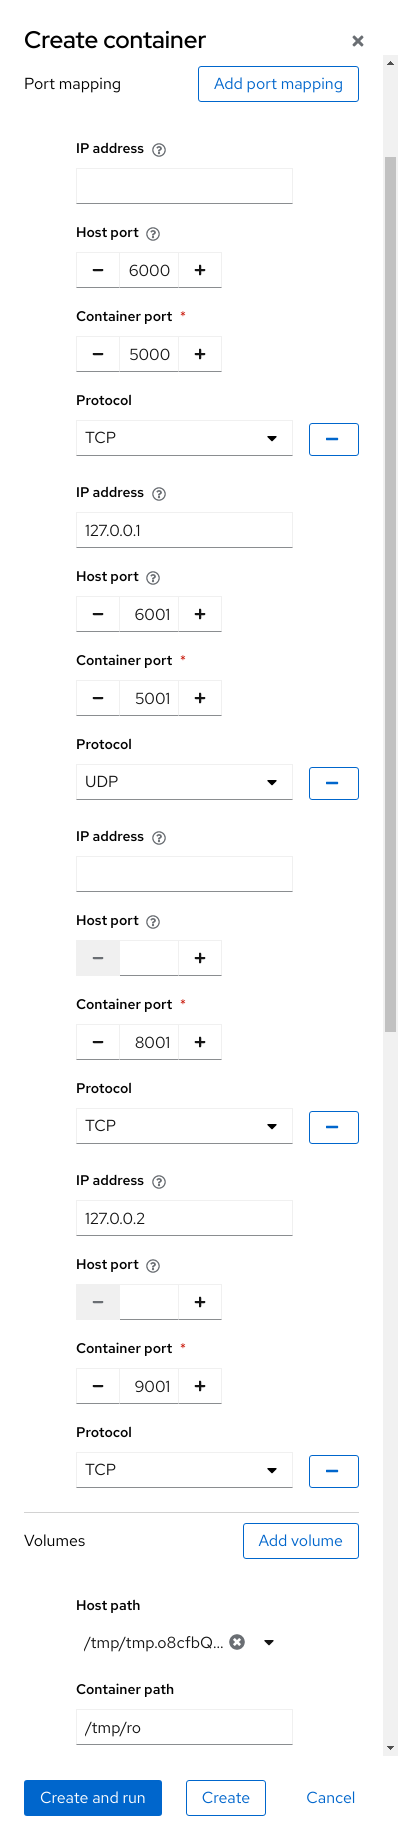 Create container
Port mapping Add port mapping
IP address
Host port
6000
Container port *
5000
Protocol
TCP
IP address
127.0.0.1
Host port
6001
Container port *
5001
Protocol
UDP
IP address
Host port
Container port *
8001
Protocol
TCP
IP address
127.0.0.2
Host port
Container port *
9001
Protocol
TCP
Volumes Add volume
Host path
/tmp/tmp.o8cfbQ...
Container path
/tmp/ro
Create and run Create Cancel